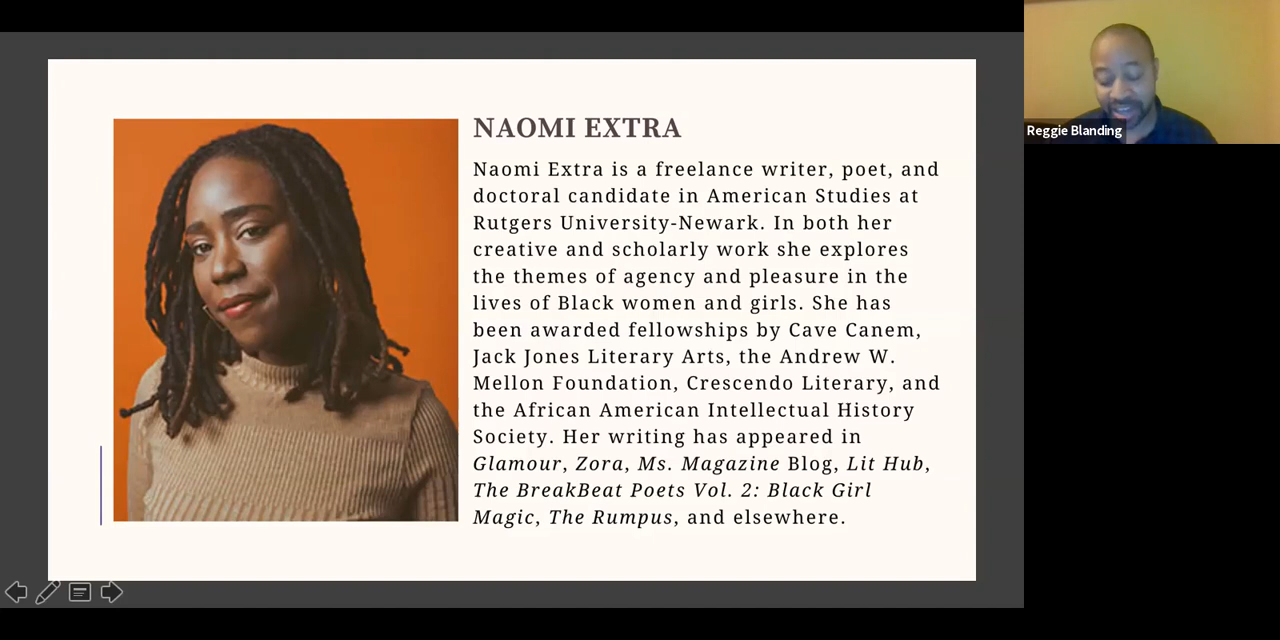 NAOMI EXTRA
Naomi Extra is a freelance writer, poet, and
doctoral candidate in American Studies at
Rutgers University-Newark. In both her
creative and scholarly work she explores
the themes of agency and pleasure in the
lives of Black women and girls. She has
been awarded fellowships by Cave Canem,
Jack Jones Literary Arts, the Andrew W.
Mellon Foundation, Crescendo Literary, and
the African American Intellectual History
Society. Her writing has appeared in
Glamour, Zora, Ms. Magazine Blog, Lit Hub,
The BreakBeat Poets Vol. 2: Black Girl
Magic, The Rumpus, and elsewhere.
Reggie Blanding